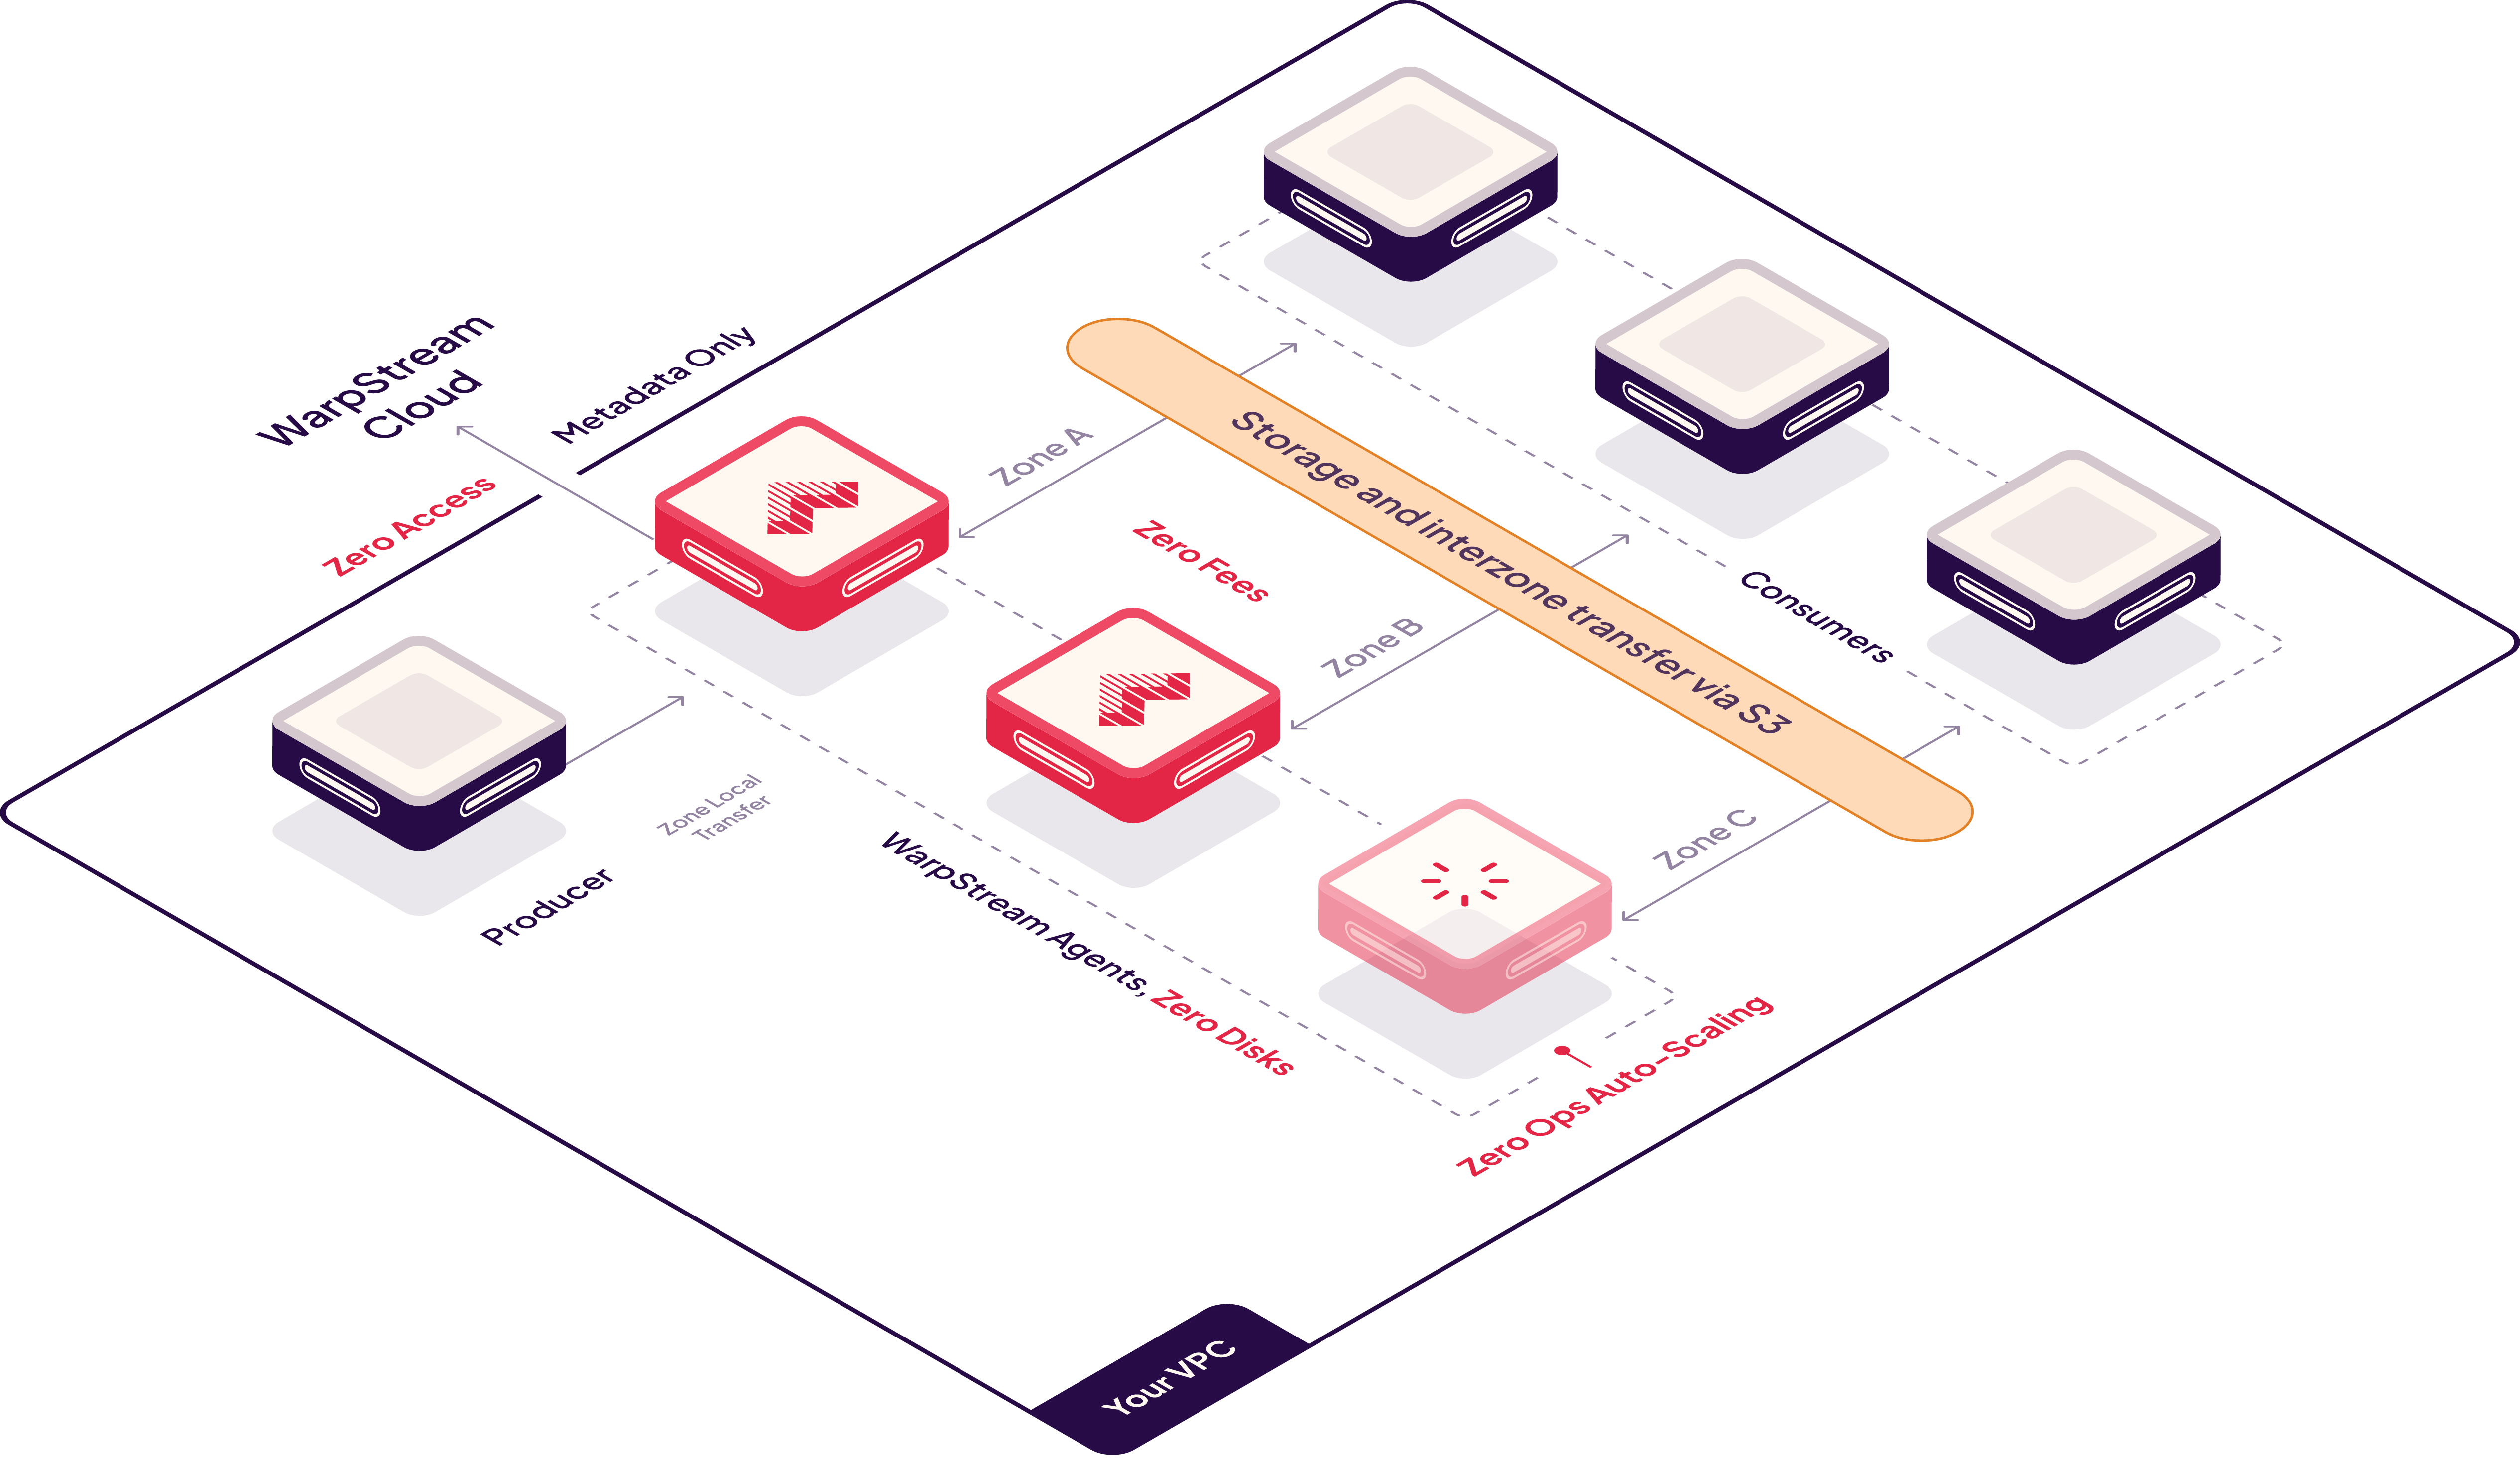 WarpStream
Cloud
Metadata Only
Zero Access
Zone A
Zero Fees
Storage and interzone transfer via S3
Zone B
Consumers
Zone Local
Transfer
Producer
WarpStream Agents, Zero Disks
Zone C
Zero Ops Auto-Scaling
Your VPC